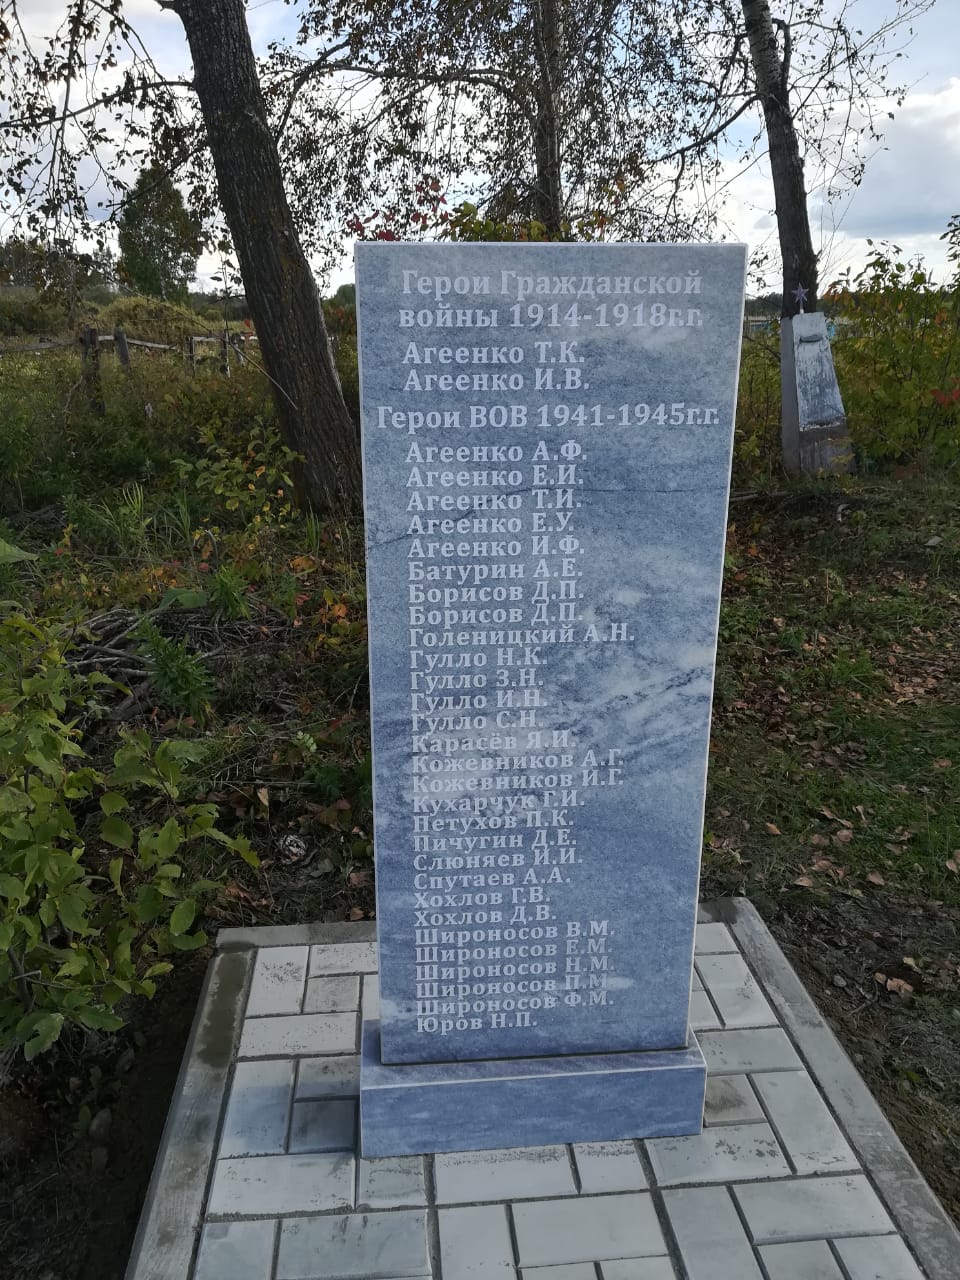 Герои Гражданской
войны 1914-1918г.г.
Агеенко Т.К.
Агеенко И.В.
Герои ВОВ 1941-1945г.г.
Агеенко А.Ф.
Агеенко Е.И.
Агеенко Т.И.
Агеенко Е.У.
Агеенко И.Ф.
Батурин А.Е.
Борисов Д.П.
Борисов Д.П.
Голеницкий А.Н.
Гулло Н.К.
Гулло З.Н.
Гулло И.Н.
Гулло С.Н.
Карасёв Я.И.
Кожевников А.Г.
Кожевников И.Г.
Кухарчук Г.И.
Петухов П.К.
Пичугин Д.Е.
Слюняев И.И.
Спутаев А.А.
Хохлов Г.В.
Хохлов Д.В.
Широносов В.М.
Широносов Е.М.
Широносов Н.М.
Широносов П.М
Широносов Ф.М.
Юров Н.П.